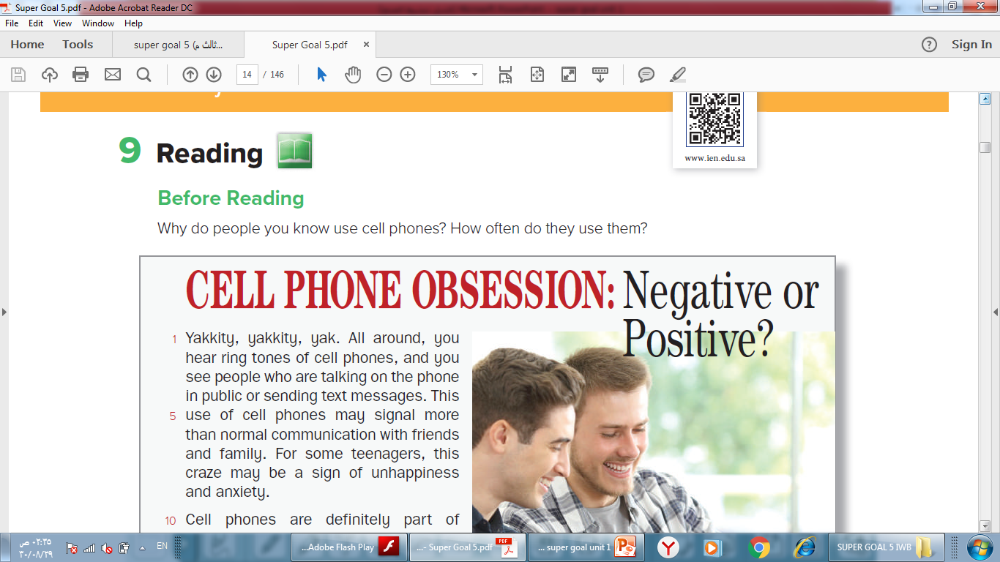 Super Goal 5.pdf - Adobe Acrobat Reader DC
File Edit View Window Help
Home Tools super goal 5 (ثالث م... Super Goal 5.pdf × ? Sign In
14 / 146 130%
www.ien.edu.sa
9 Reading
Before Reading
Why do people you know use cell phones? How often do they use them?
CELL PHONE OBSESSION: Negative or
Positive?
1 Yakkity, yakkity, yak. All around, you
hear ring tones of cell phones, and you
see people who are talking on the phone
in public or sending text messages. This
5 use of cell phones may signal more
than normal communication with friends
and family. For some teenagers, this
craze may be a sign of unhappiness
and anxiety.
10 Cell phones are definitely part of
٠٢:٣٥ ص EN ...Adobe Flash Play ...- Super Goal 5.pdf ... super goal unit 1 SUPER GOAL 5 IWB
٣٠/٠٨/٢٩